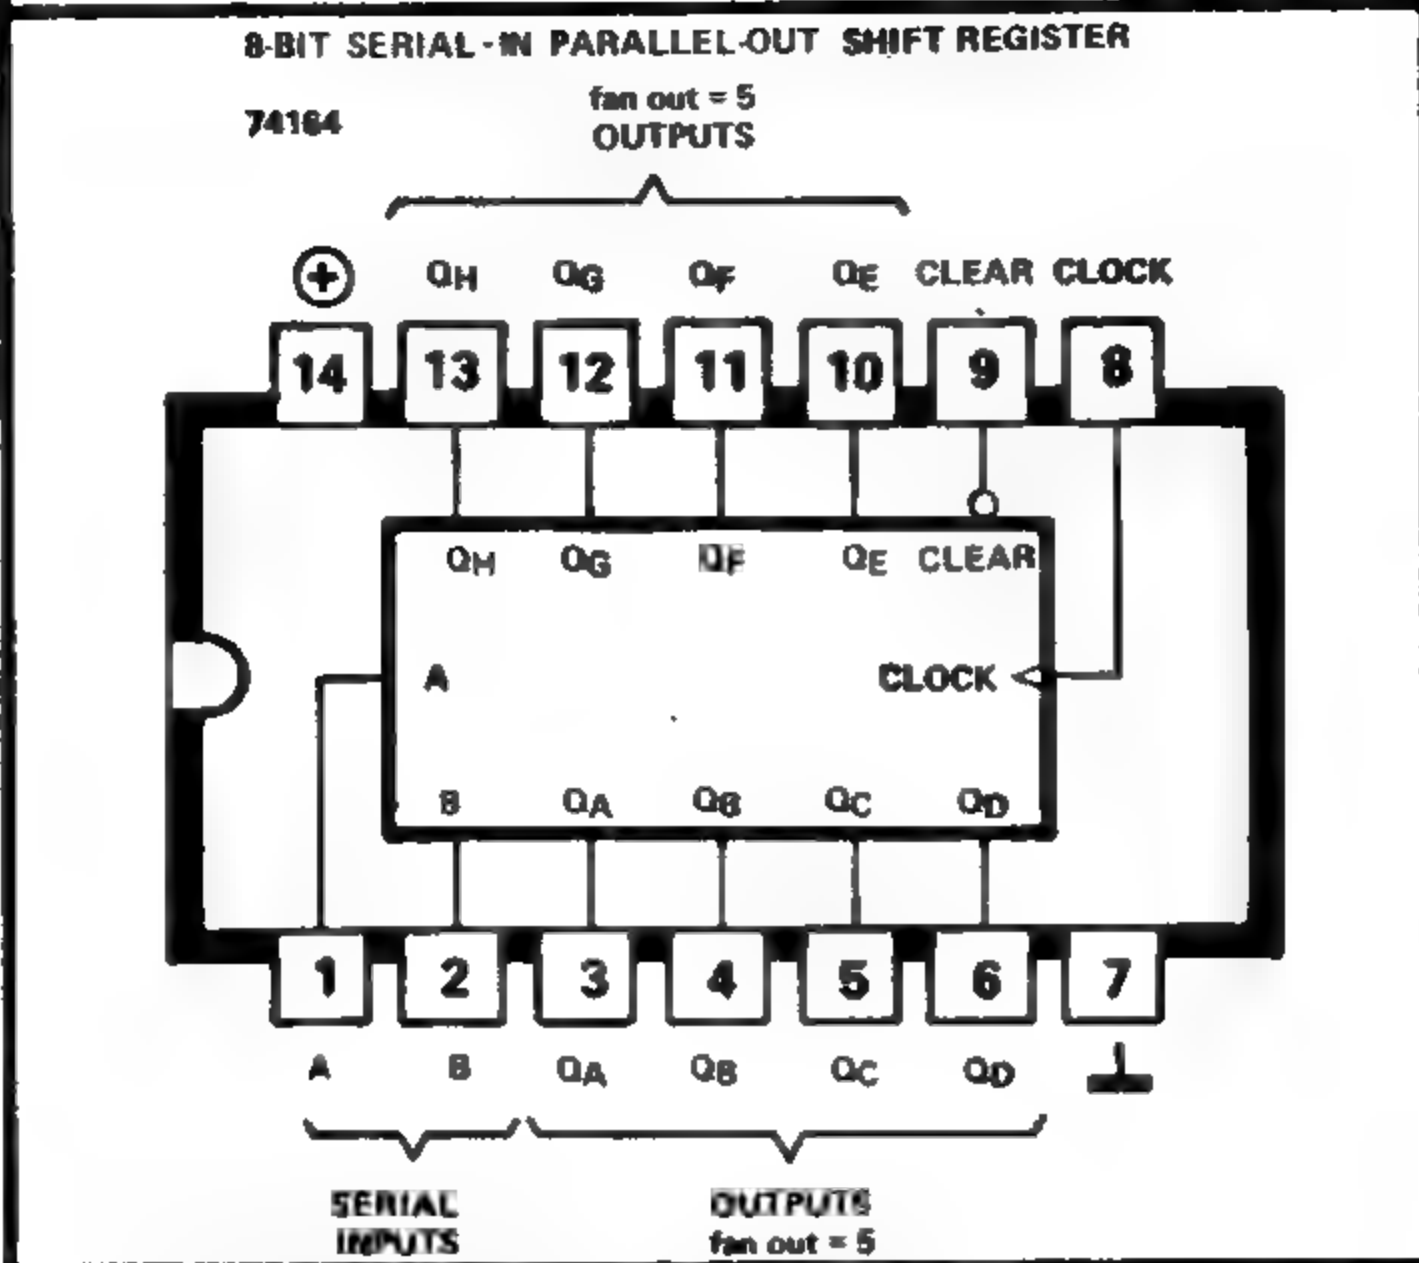 8-BIT SERIAL-IN PARALLEL-OUT SHIFT REGISTER
74164
fan out = 5
OUTPUTS
QH QG QF QE CLEAR CLOCK
14 13 12 11 10 9 8
QH QG QF QE CLEAR
A CLOCK
B QA QB QC QD
1 2 3 4 5 6 7
A B QA QB QC QD
SERIAL INPUTS
OUTPUTS
fan out = 5